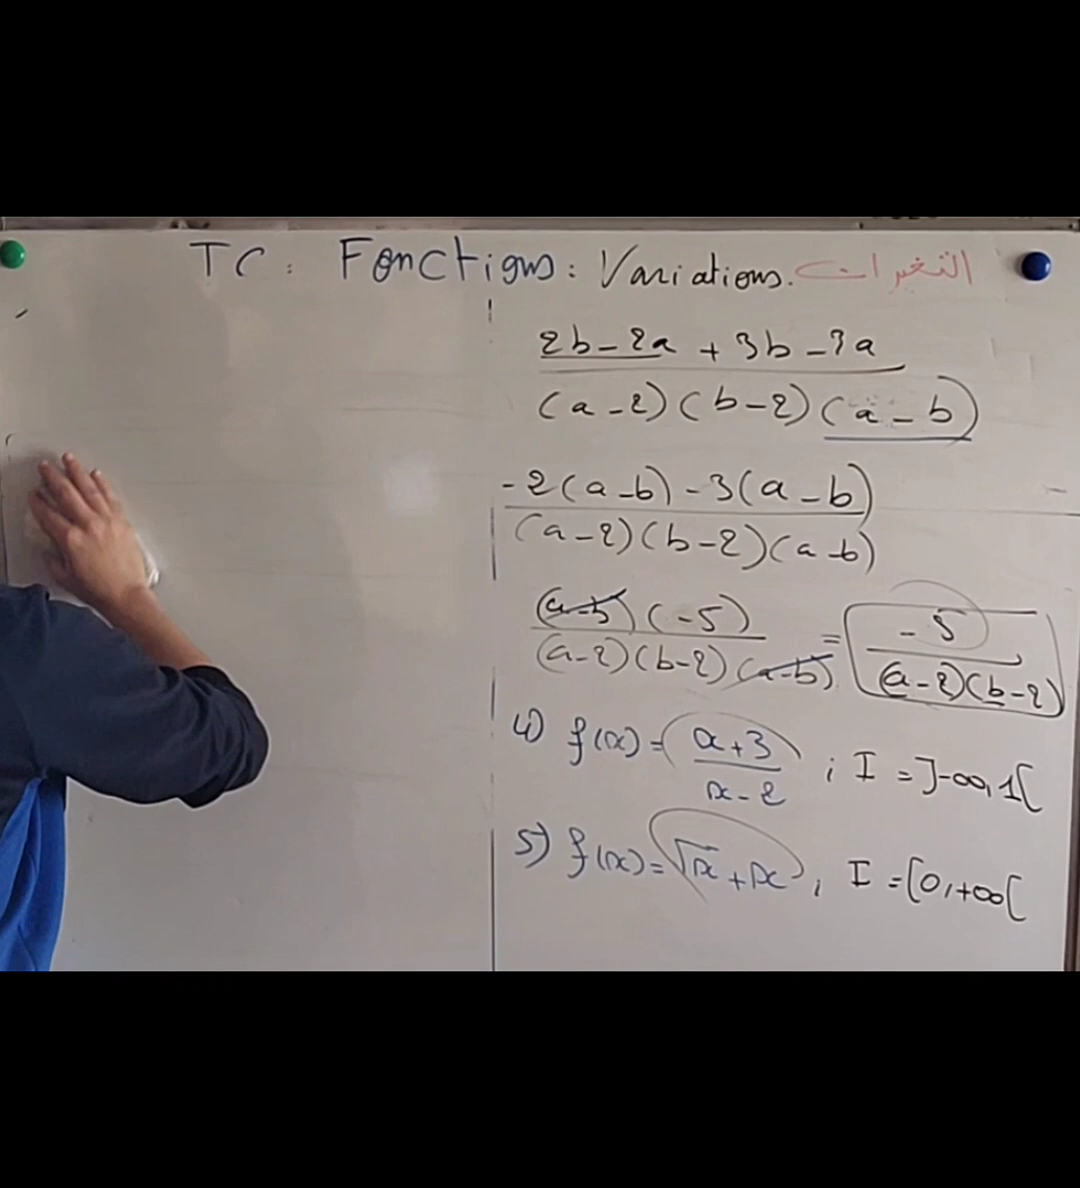 TC : Fonctions : Variations. التغيرات
2b-2a + 3b-3a
(a-2)(b-2)(a-b)
-2(a-b)-3(a-b)
(a-2)(b-2)(a-b)
(a-b)(-5)
(a-2)(b-2)(a-b)
=
-5
(a-2)(b-2)
4) f(x) = x+3
x-2
; I = ]-∞, 1[
5) f(x) = √x + x ; I = [0, +∞[